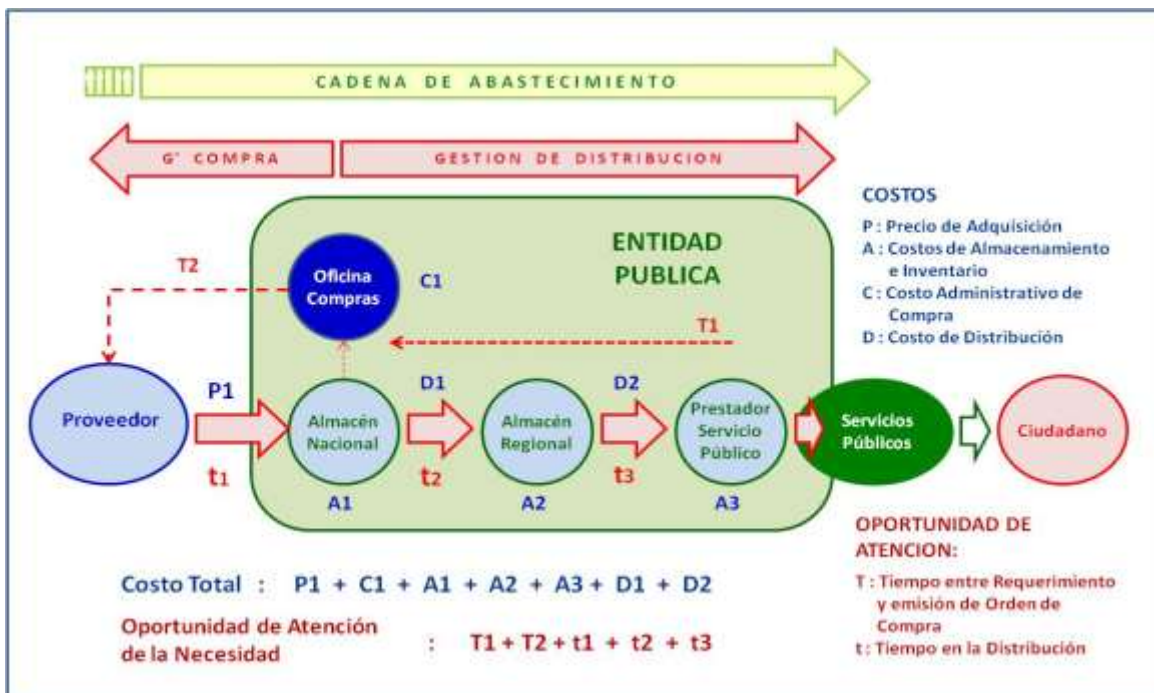 CADENA DE ABASTECIMIENTO
Gº COMPRA
GESTION DE DISTRIBUCION
COSTOS
P : Precio de Adquisición
A : Costos de Almacenamiento
e Inventario
C : Costo Administrativo de
Compra
D : Costo de Distribución
ENTIDAD
PUBLICA
Oficina
Compras
C1
T2
T1
P1
D1
D2
Proveedor
Almacén
Nacional
Almacén
Regional
Prestador
Servicio
Público
Servicios
Públicos
Ciudadano
t1
t2
t3
A1
A2
A3
OPORTUNIDAD DE
ATENCION:
T : Tiempo entre Requerimiento
y emisión de Orden de
Compra
t : Tiempo en la Distribución
Costo Total : P1 + C1 + A1 + A2 + A3 + D1 + D2
Oportunidad de Atención
de la Necesidad : T1 + T2 + t1 + t2 + t3